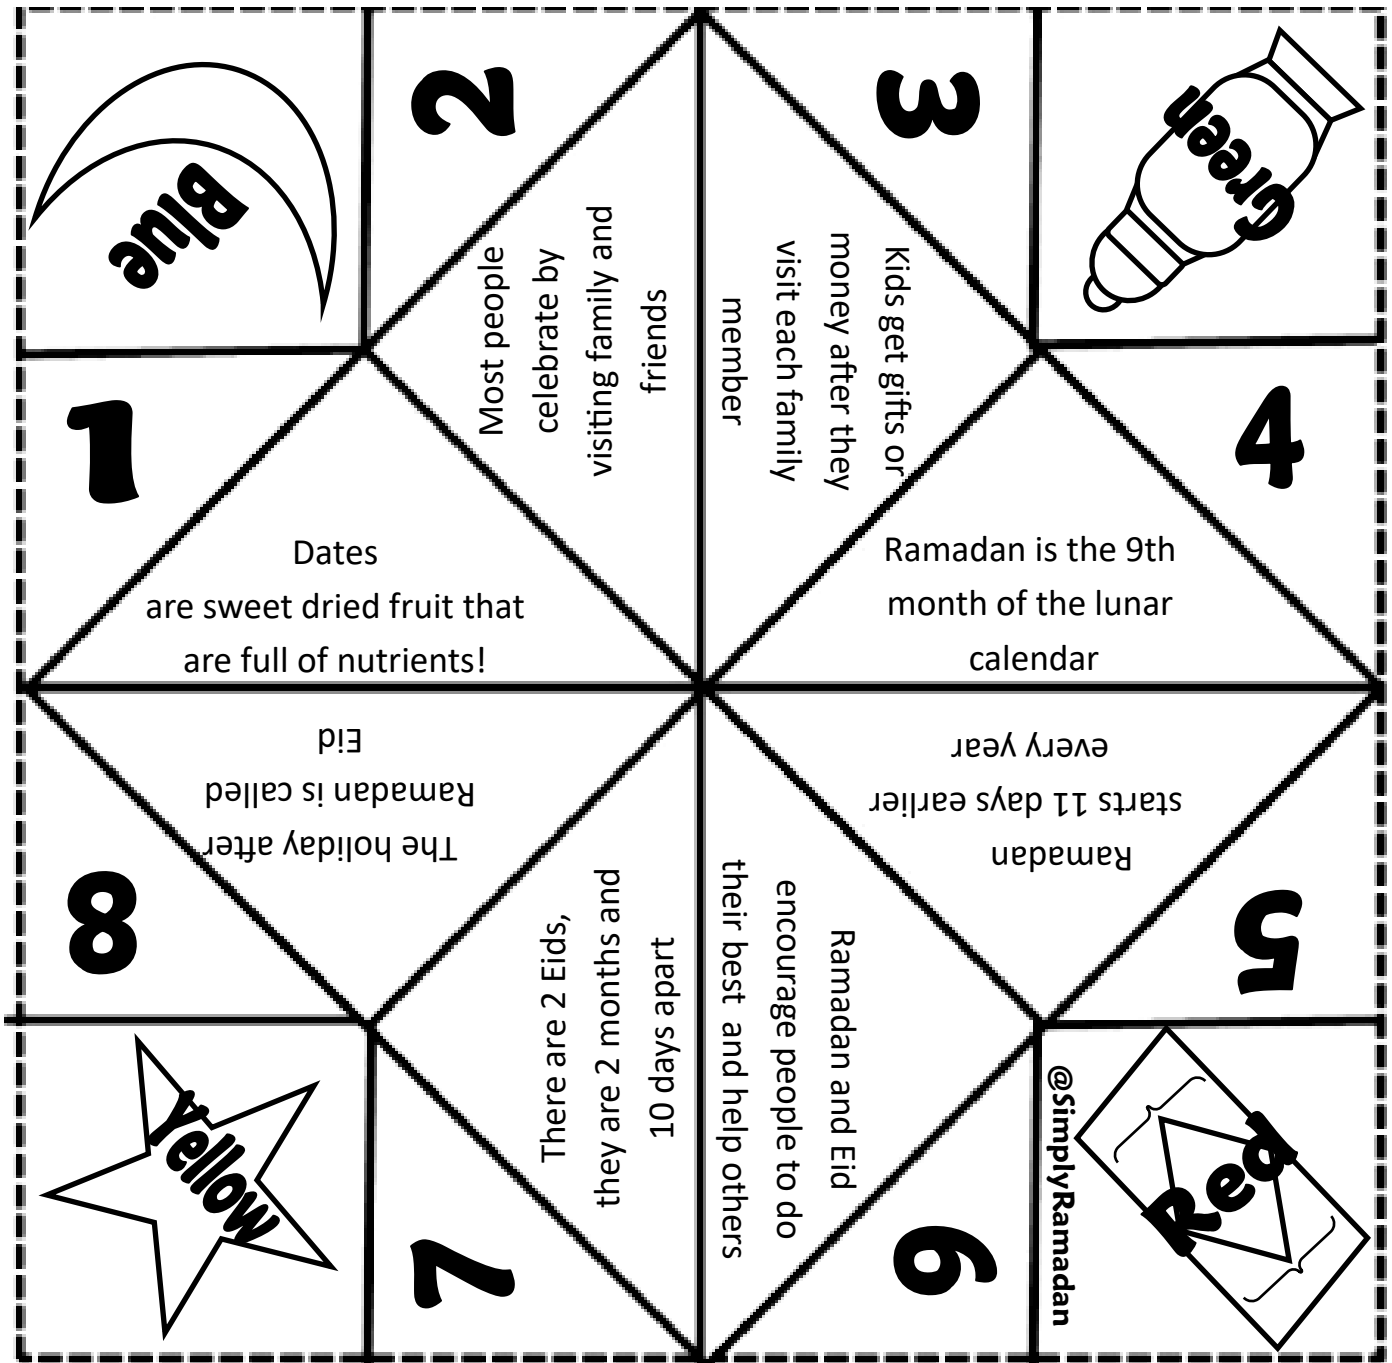 Blue
2
3
Green
1
Dates
are sweet dried fruit that
are full of nutrients!
Most people
celebrate by
visiting family and
friends
Kids get gifts or
money after they
visit each family
member
4
Ramadan is the 9th
month of the lunar
calendar
5
Ramadan
starts 11 days earlier
every year
6
Ramadan and Eid
encourage people to do
their best and help others
7
There are 2 Eids,
they are 2 months and
10 days apart
8
The holiday after
Ramadan is called
Eid
Yellow
Red
@SimplyRamadan